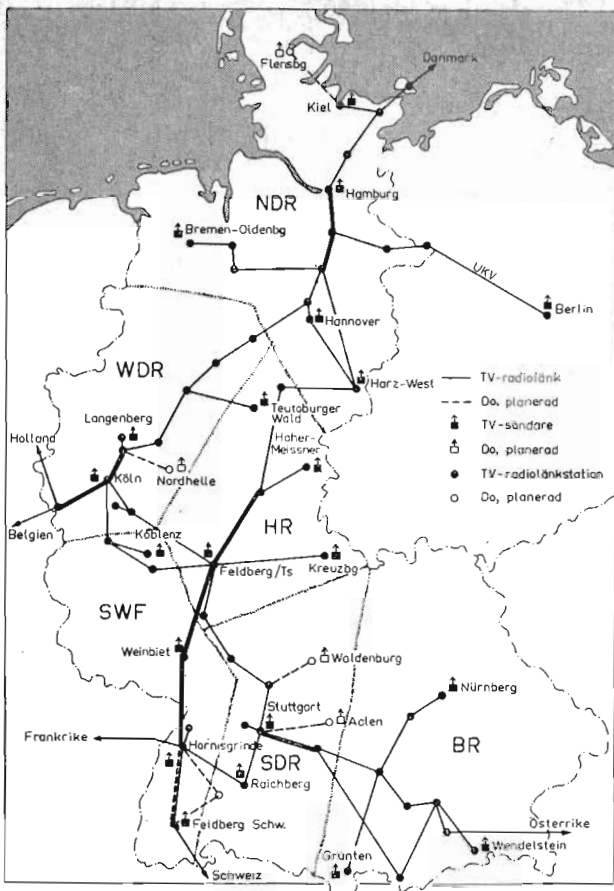 Danmark
Flensbg
Kiel
Hamburg
NDR
Bremen-Oldenbg
UKV
Berlin
Hannover
WDR
Harz-West
Langenberg
Teutoburger
Wald
Hoher-
Meissner
Holland
Köln
Nordhelle
HR
Belgien
Koblenz
Feldberg/Ts
Kreuzbg
SWF
Weinbiet
Waldenburg
Nürnberg
Stuttgart
Aalen
Frankrike
Hornisgrinde
SDR
BR
Raichberg
Feldberg Schw.
Österrike
Wendelstein
Grünten
Schweiz
TV-radiolänk
Do, planerad
TV-sändare
Do, planerad
TV-radiolänkstation
Do, planerad